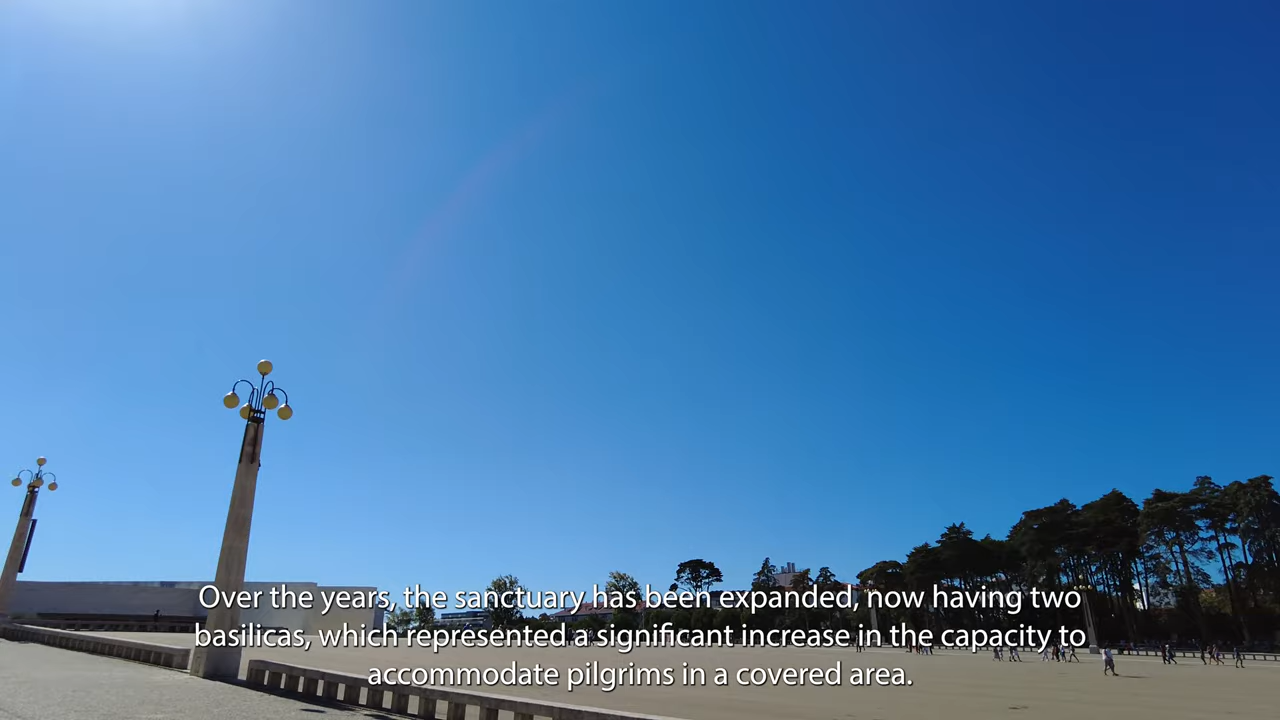 Over the years, the sanctuary has been expanded, now having two
basilicas, which represented a significant increase in the capacity to
accommodate pilgrims in a covered area.